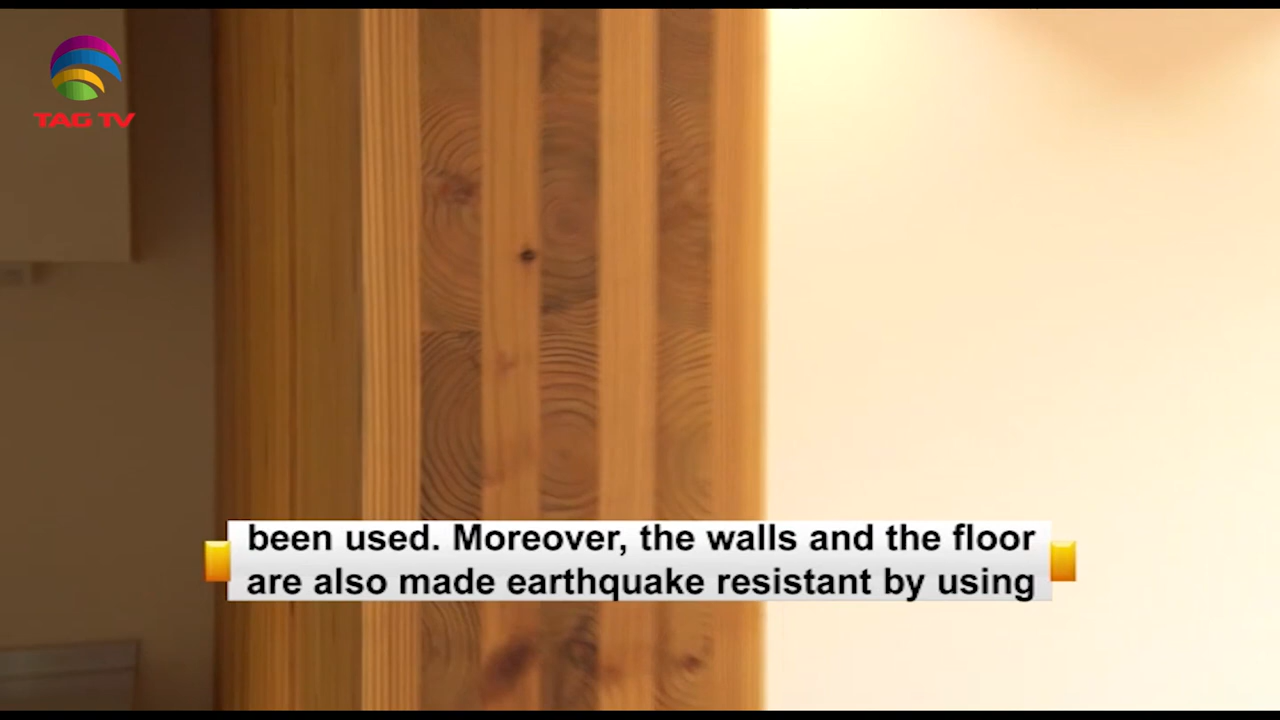 TAG TV
been used. Moreover, the walls and the floor
are also made earthquake resistant by using